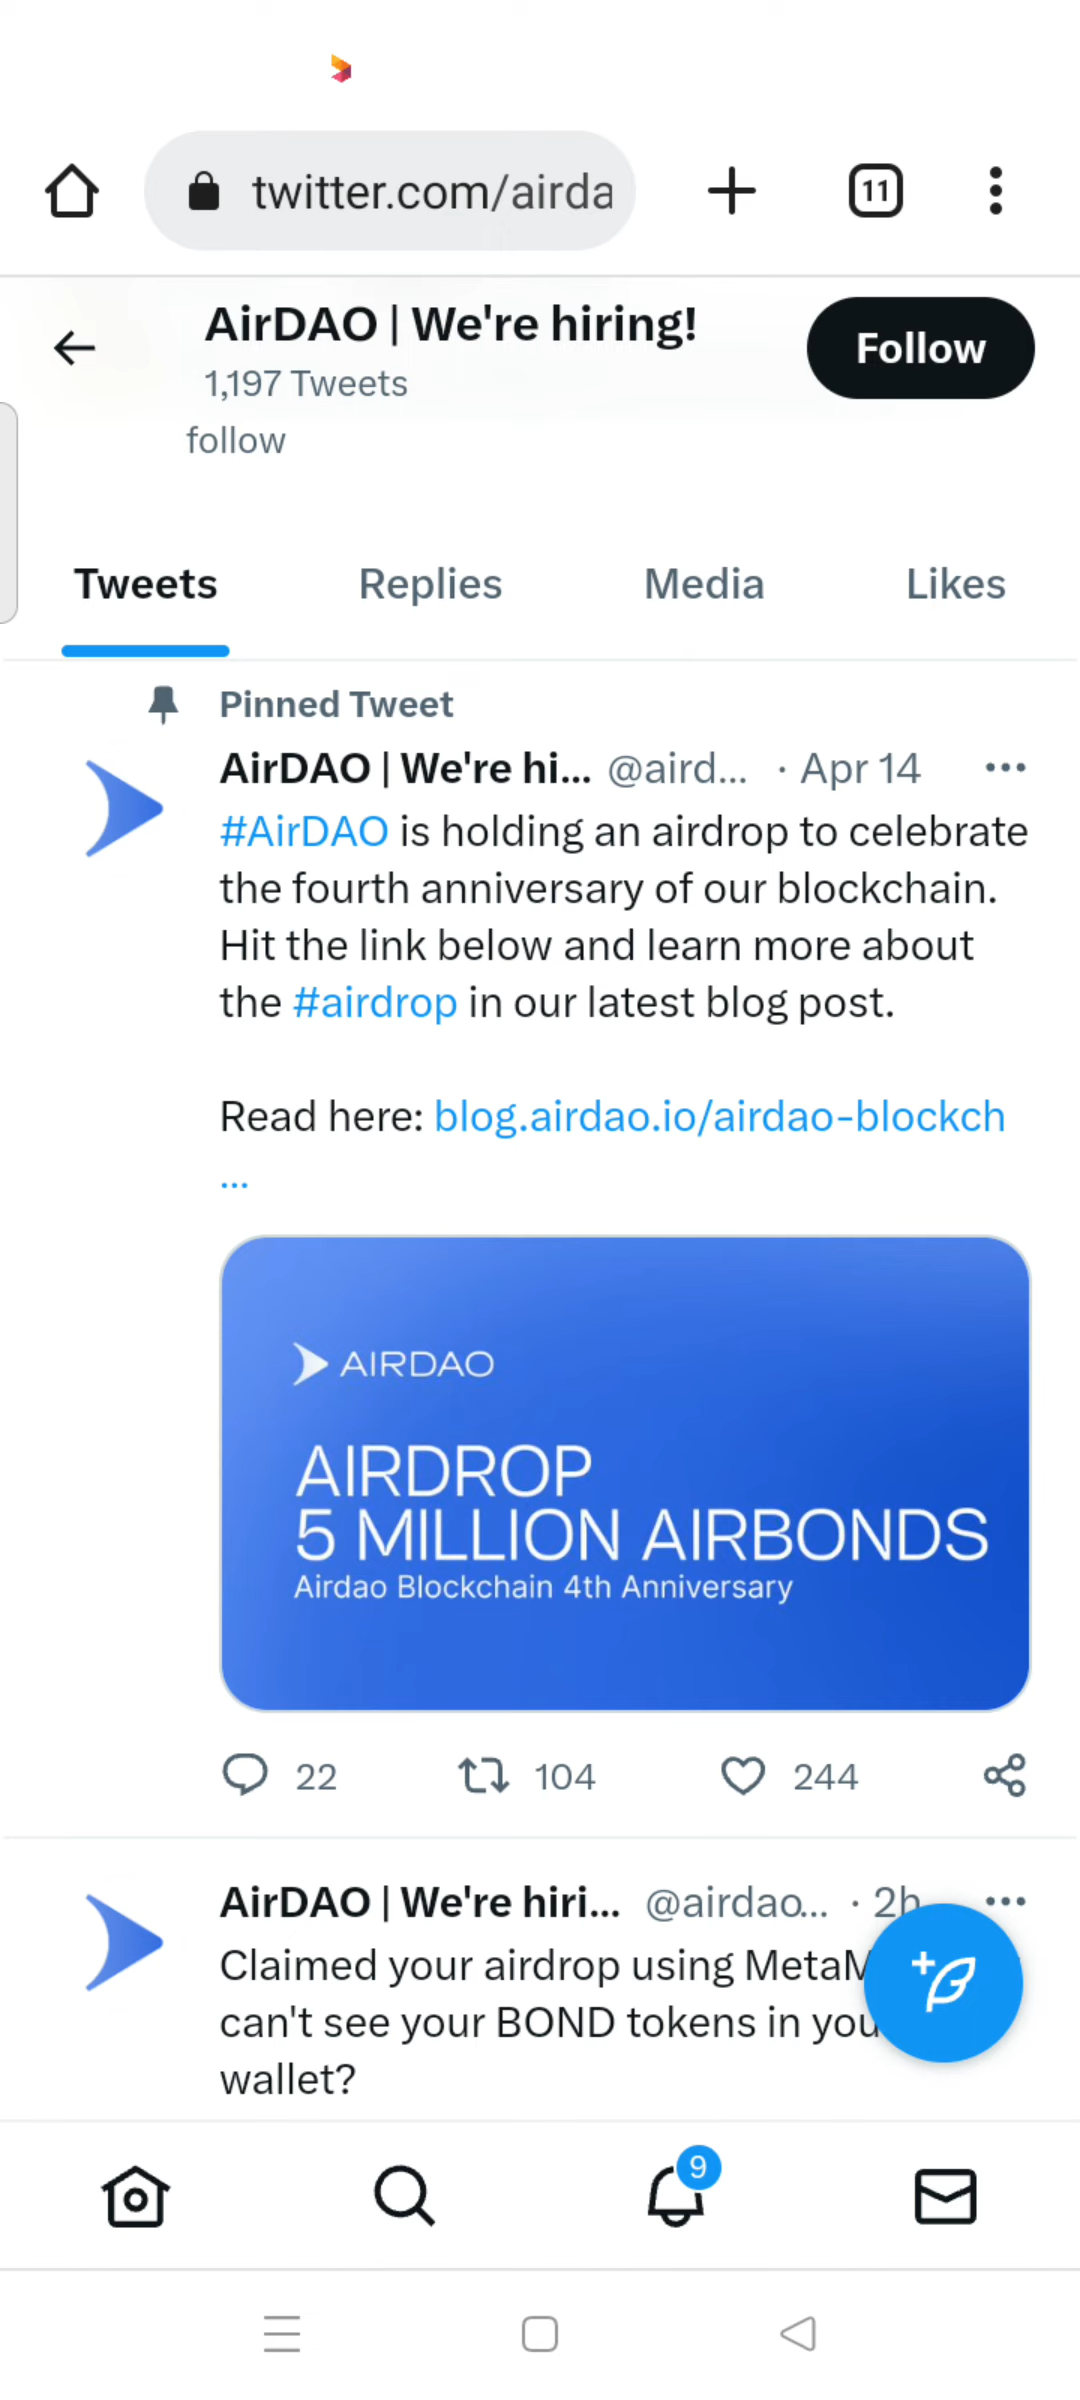 twitter.com/airda
11
AirDAO | We're hiring!
1,197 Tweets
Follow
follow
Tweets
Replies
Media
Likes
Pinned Tweet
AirDAO | We're hi... @aird... · Apr 14
#AirDAO is holding an airdrop to celebrate
the fourth anniversary of our blockchain.
Hit the link below and learn more about
the #airdrop in our latest blog post.
Read here: blog.airdao.io/airdao-blockch
...
AIRDAO
AIRDROP
5 MILLION AIRBONDS
Airdao Blockchain 4th Anniversary
22
104
244
AirDAO | We're hiri... @airdao... · 2h
Claimed your airdrop using MetaM
can't see your BOND tokens in you
wallet?
9